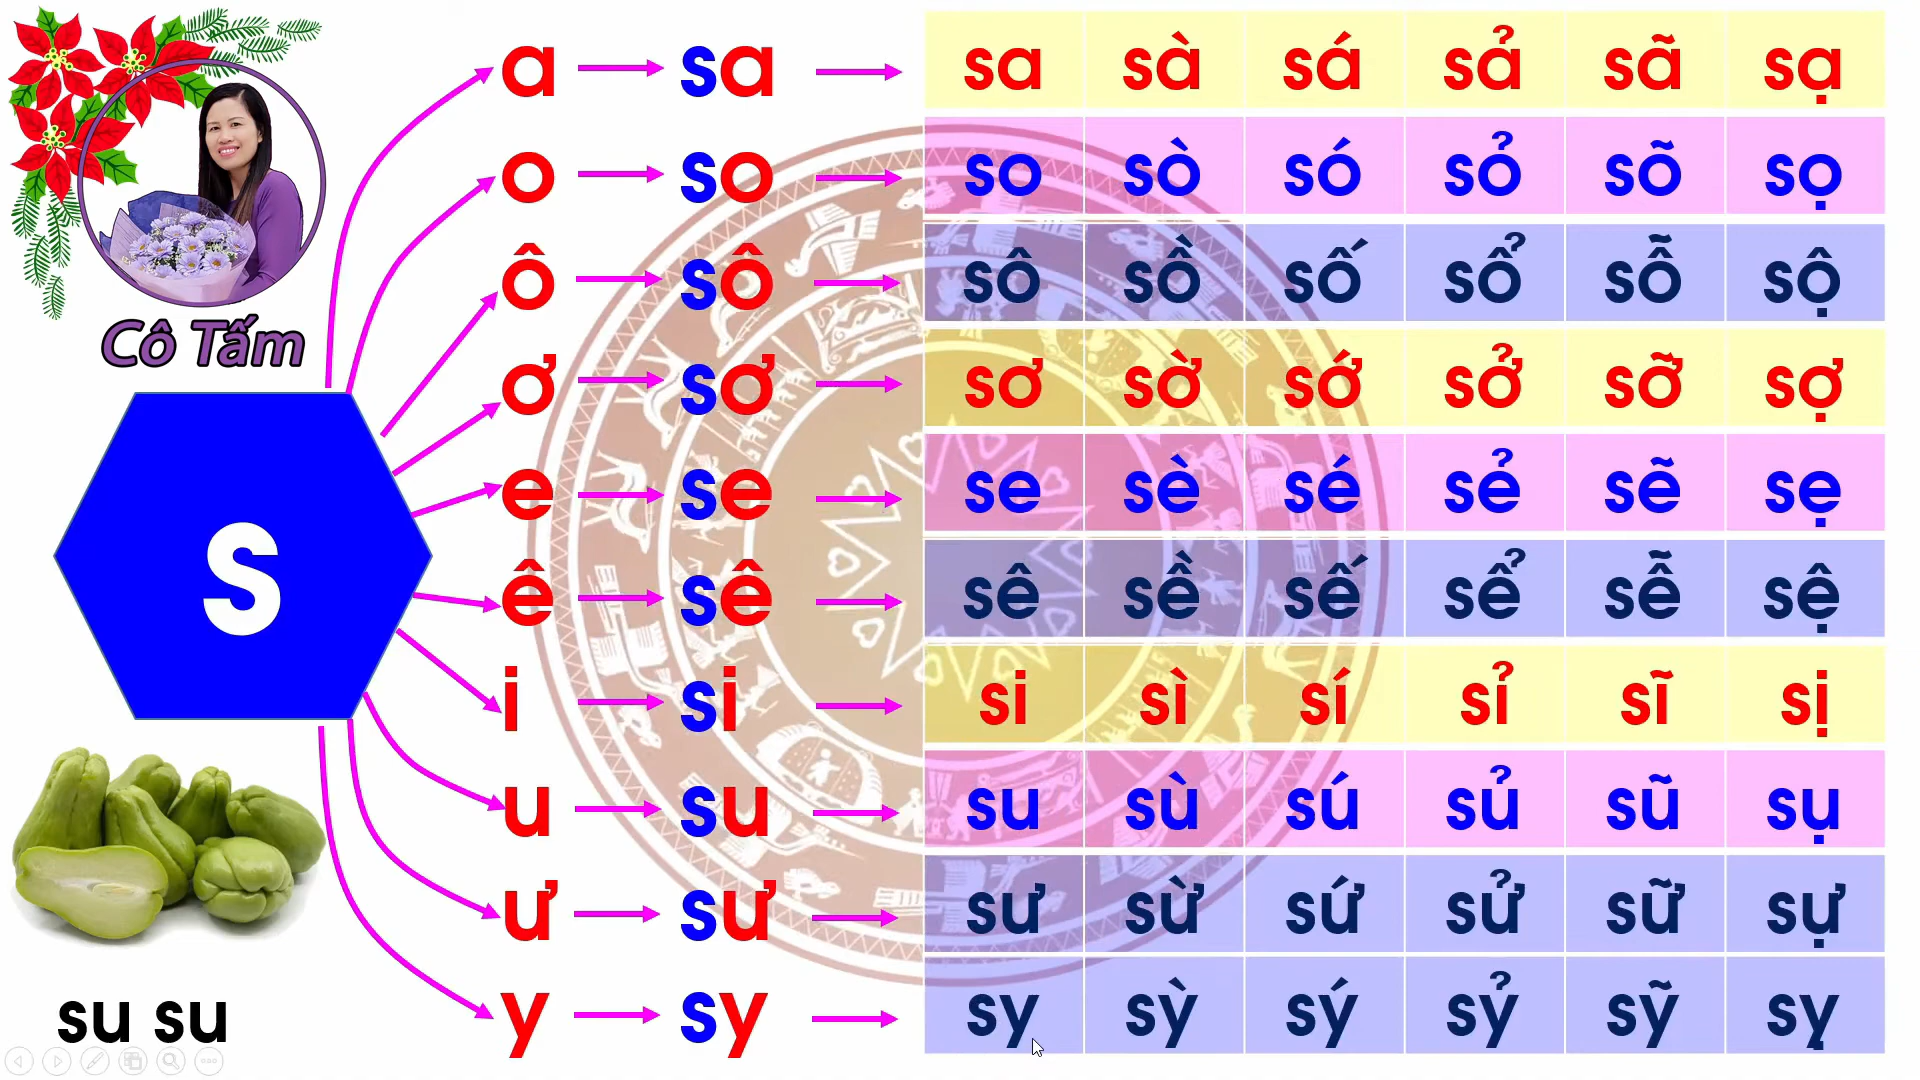 a sa sa sà sá sả sã sạ
o so so sò só sỏ sõ sọ
ô sô sô sồ số sổ sỗ sộ
Cô Tấm
ơ sơ sơ sờ sớ sở sỡ sợ
e se se sè sé sẻ sẽ sẹ
s
ê sê sê sề sế sể sễ sệ
i si si sì sí sỉ sĩ sị
u su su sù sú sủ sũ sụ
ư sư sư sừ sứ sử sữ sự
su su
y sy sy sỳ sý sỷ sỹ sỵ